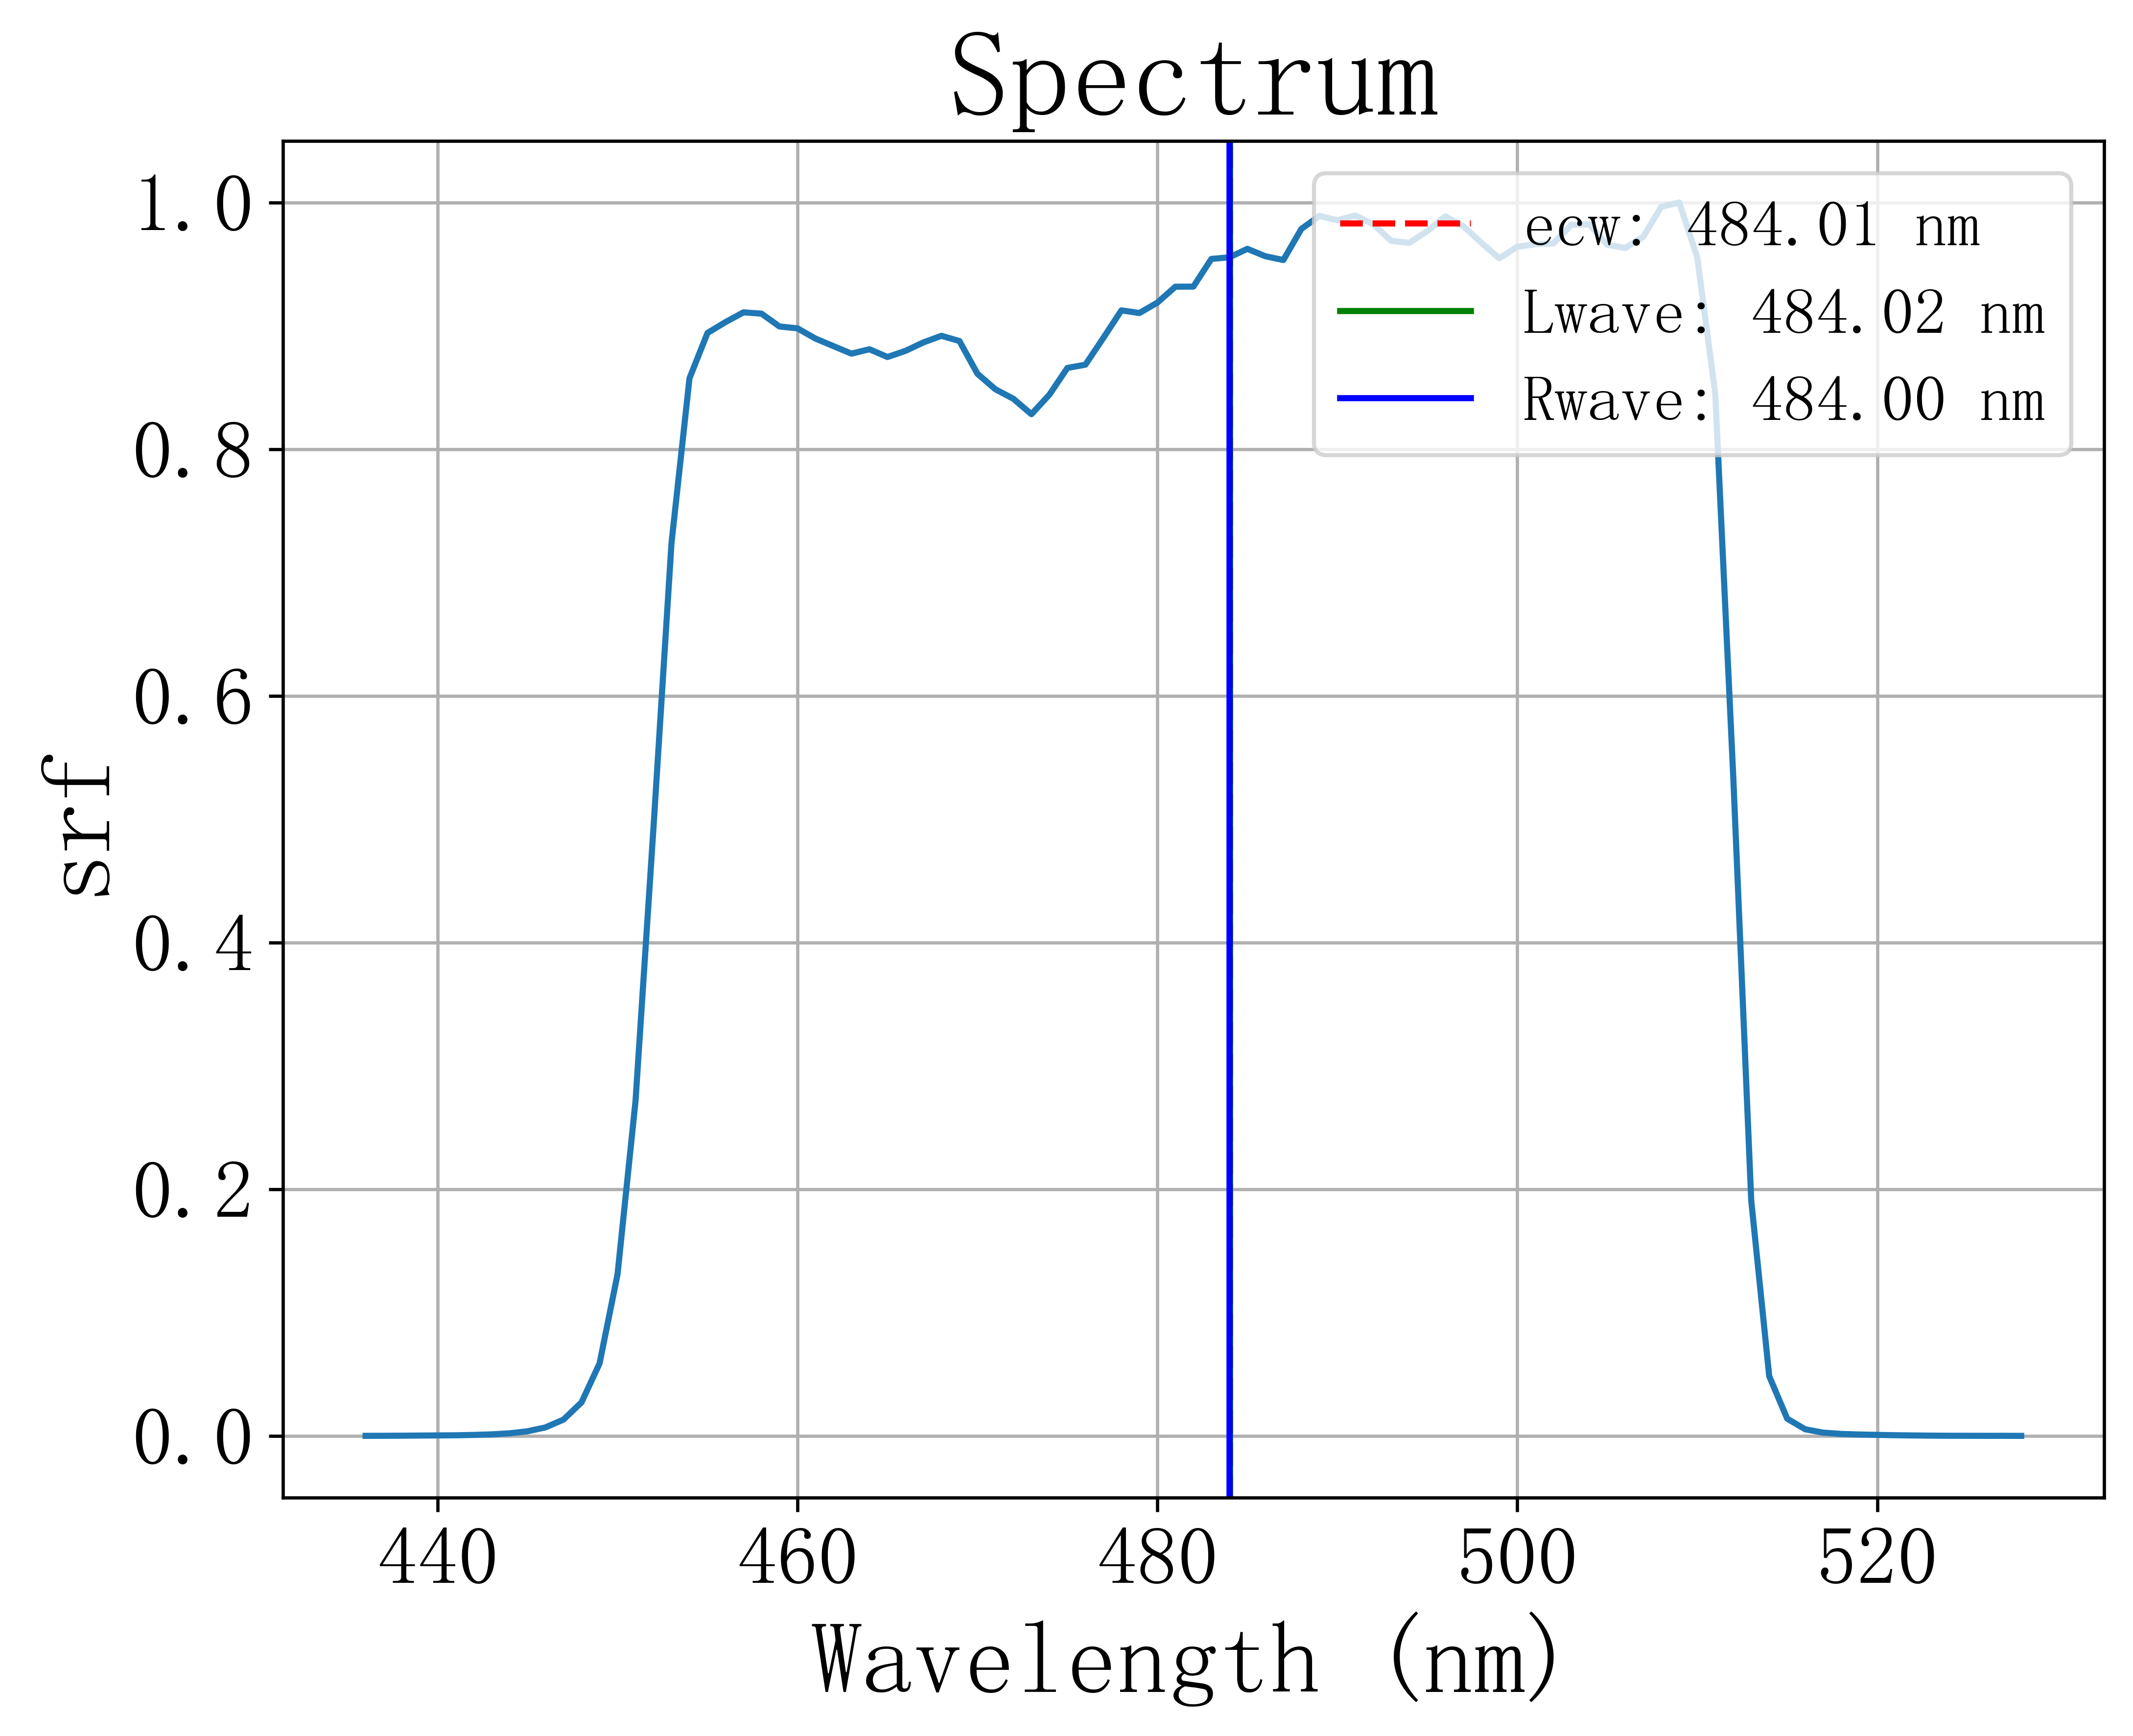 Spectrum
1.0
0.8
0.6
0.4
0.2
0.0
srf
ecw: 484.01 nm
Lwave: 484.02 nm
Rwave: 484.00 nm
440 460 480 500 520
Wavelength (nm)